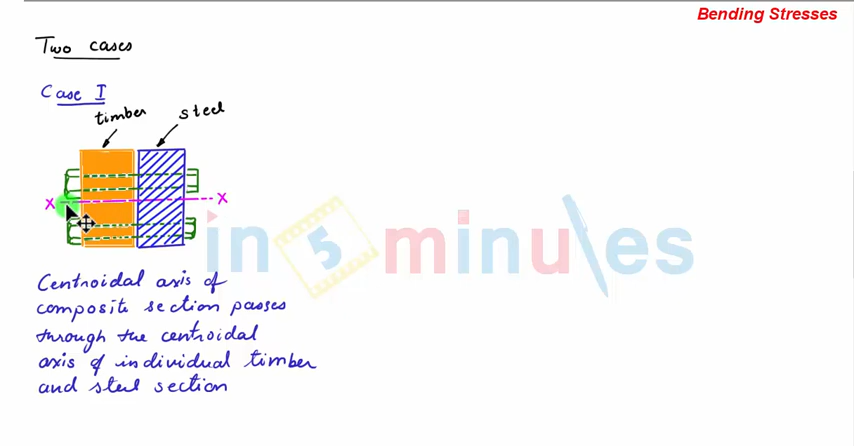 Bending Stresses
Two cases
Case I
timber
steel
X
X
in 5 minutes
Centroidal axis of
composite section passes
through the centroidal
axis of individual timber
and steel section